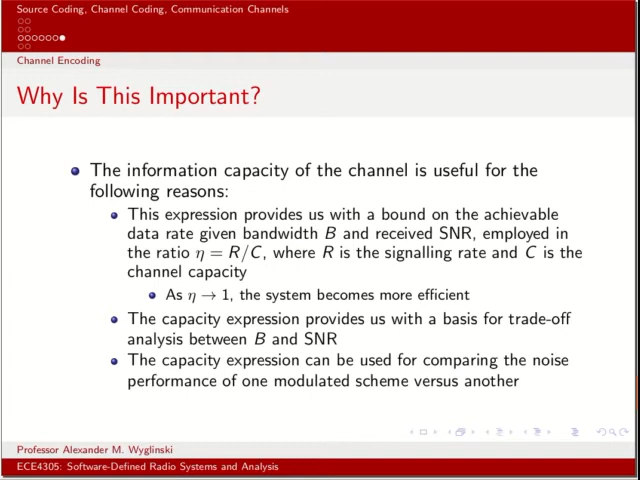 Source Coding, Channel Coding, Communication Channels
Channel Encoding
Why Is This Important?
The information capacity of the channel is useful for the
following reasons:
This expression provides us with a bound on the achievable
data rate given bandwidth B and received SNR, employed in
the ratio η = R/C, where R is the signalling rate and C is the
channel capacity
As η → 1, the system becomes more efficient
The capacity expression provides us with a basis for trade-off
analysis between B and SNR
The capacity expression can be used for comparing the noise
performance of one modulated scheme versus another
Professor Alexander M. Wyglinski
ECE4305: Software-Defined Radio Systems and Analysis